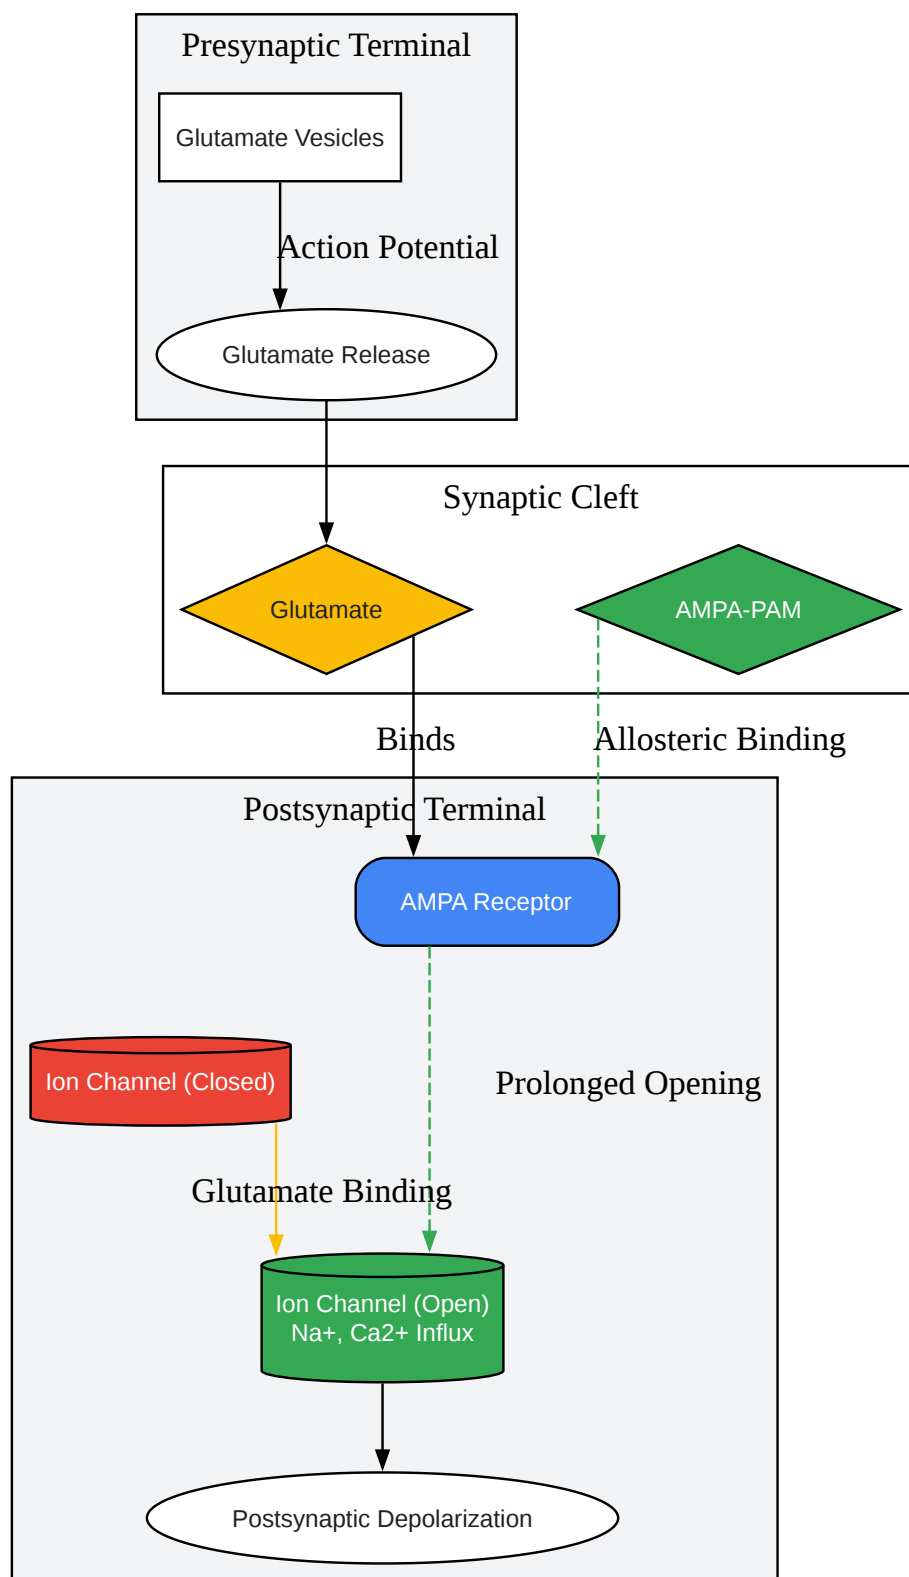 Presynaptic Terminal
Glutamate Vesicles
Action Potential
Glutamate Release
Synaptic Cleft
Glutamate
AMPA-PAM
Binds
Allosteric Binding
Postsynaptic Terminal
AMPA Receptor
Ion Channel (Closed)
Prolonged Opening
Glutamate Binding
Ion Channel (Open)
Na+, Ca2+ Influx
Postsynaptic Depolarization